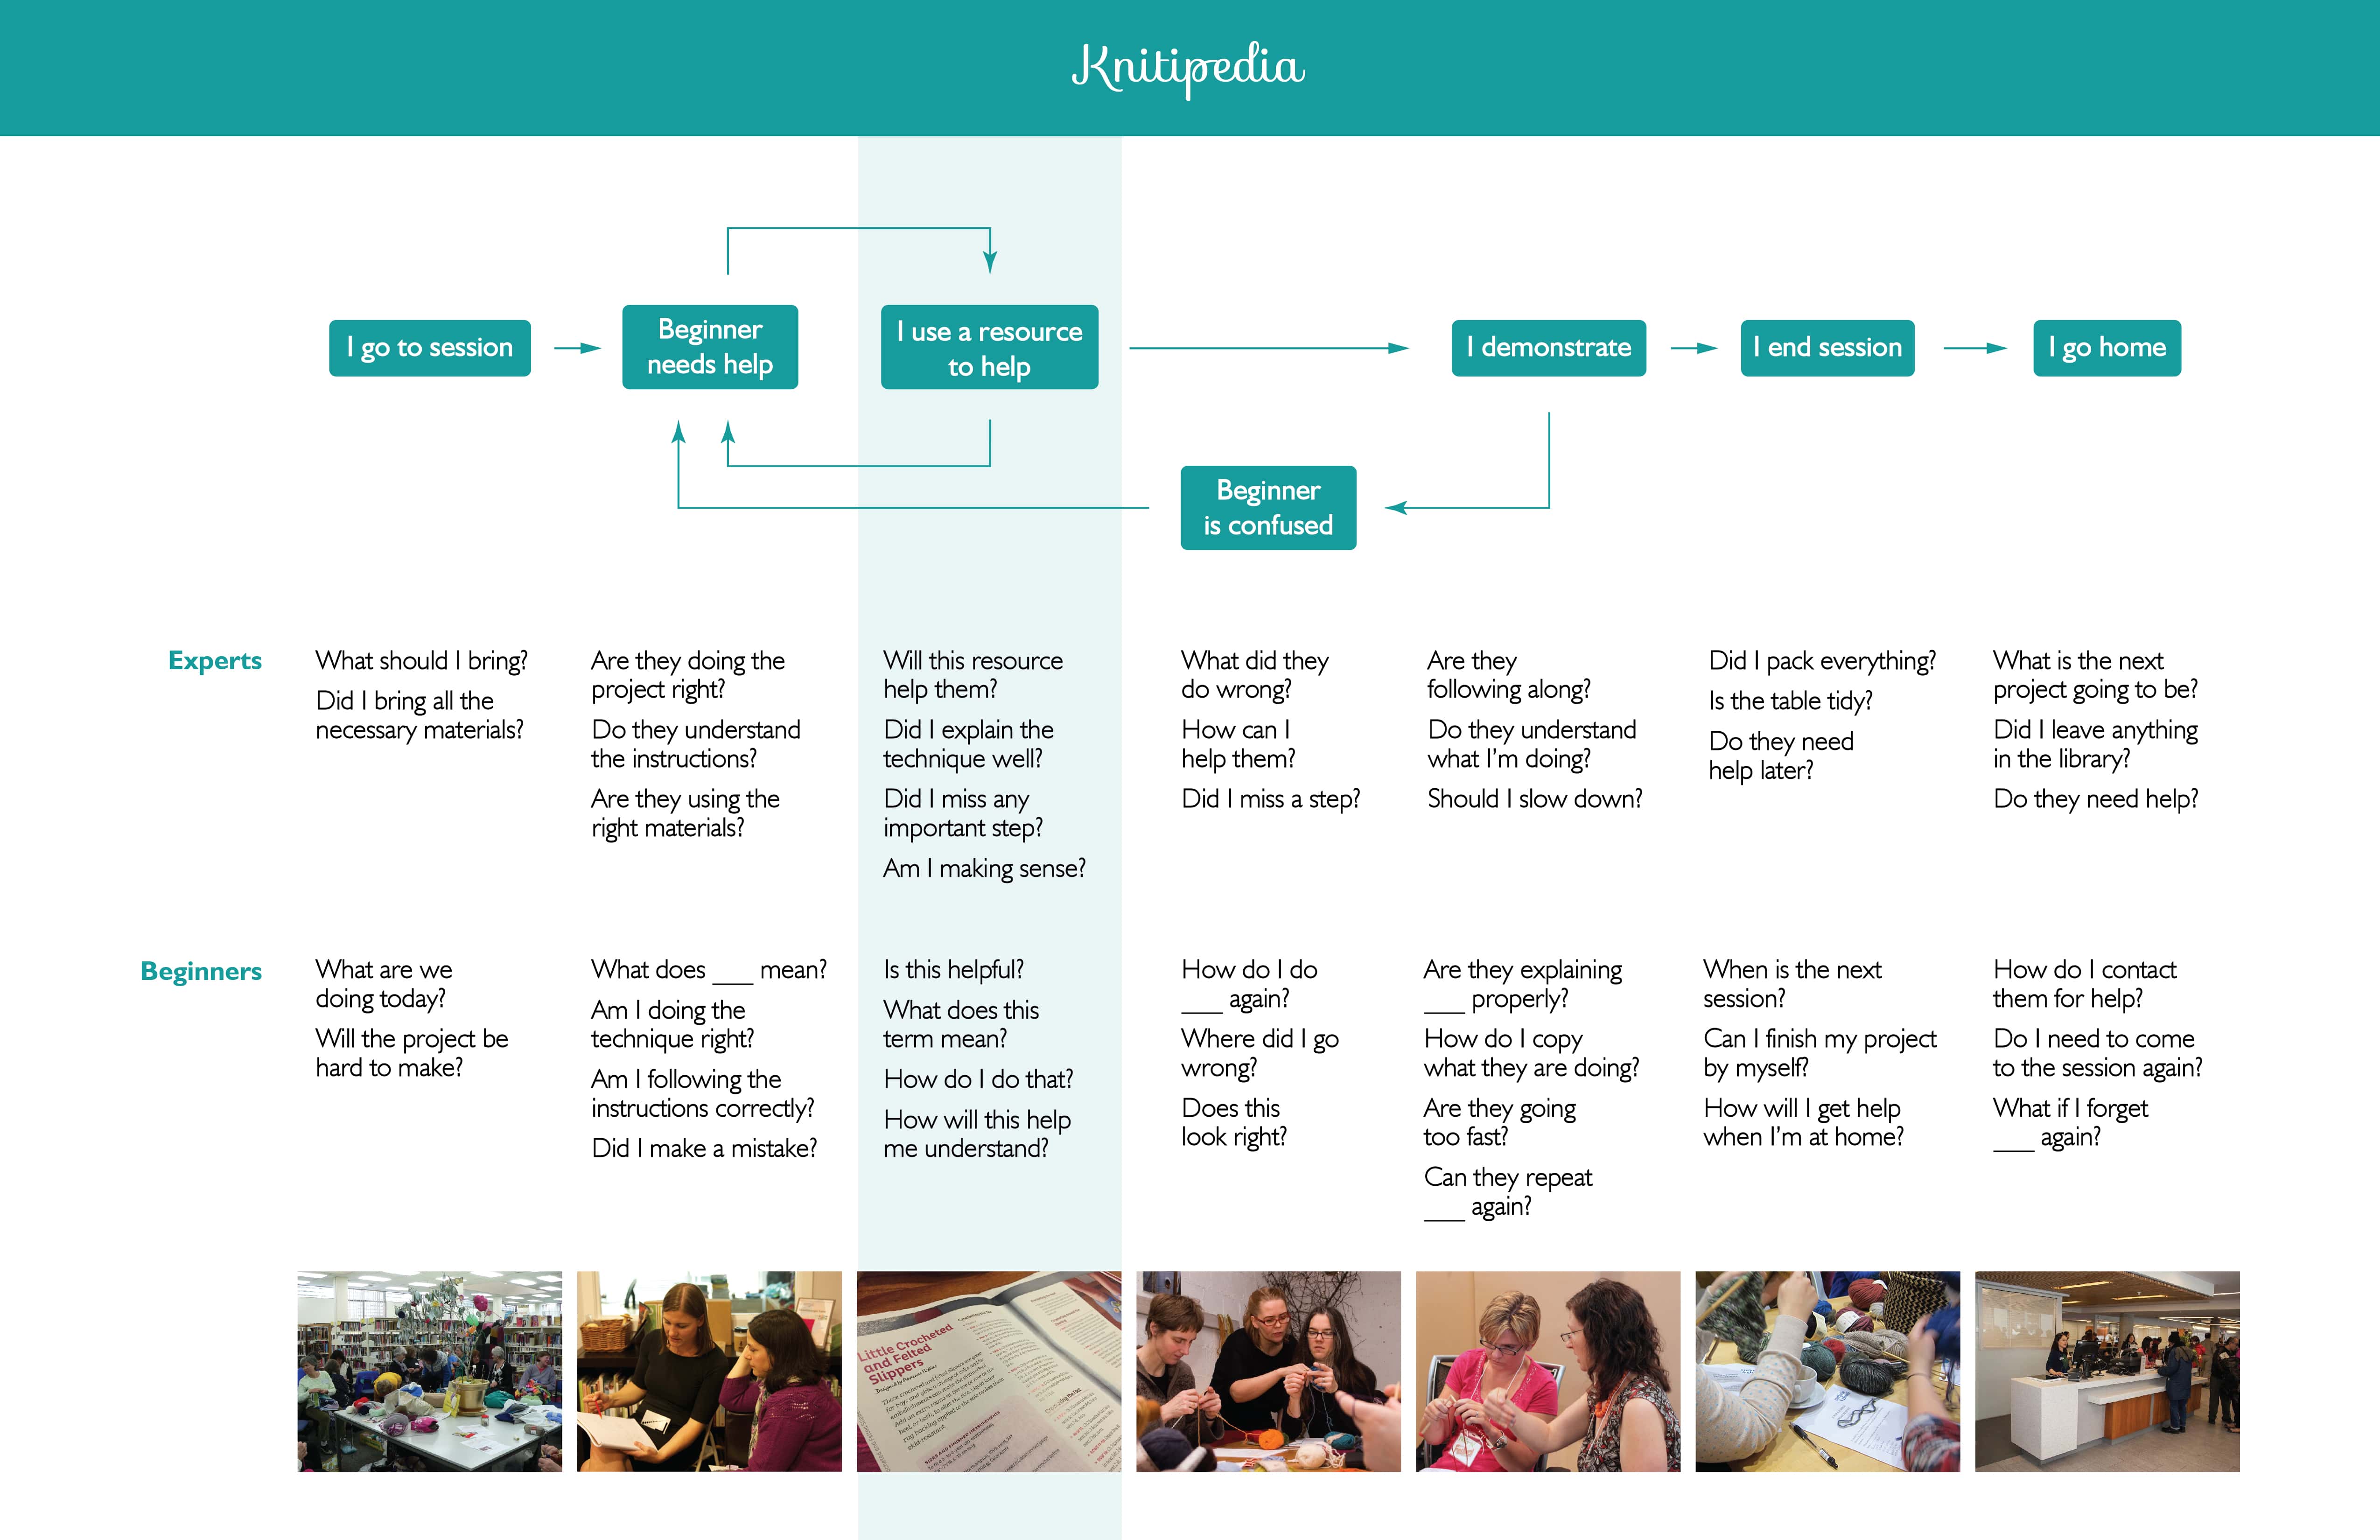 Knitipedia
I go to session
Beginner
needs help
I use a resource
to help
I demonstrate
I end session
I go home
Beginner
is confused
Experts
What should I bring?
Did I bring all the
necessary materials?
Are they doing the
project right?
Do they understand
the instructions?
Are they using the
right materials?
Will this resource
help them?
Did I explain the
technique well?
Did I miss any
important step?
Am I making sense?
What did they
do wrong?
How can I
help them?
Did I miss a step?
Are they
following along?
Do they understand
what I'm doing?
Should I slow down?
Did I pack everything?
Is the table tidy?
Do they need
help later?
What is the next
project going to be?
Did I leave anything
in the library?
Do they need help?
Beginners
What are we
doing today?
Will the project be
hard to make?
What does ___ mean?
Am I doing the
technique right?
Am I following the
instructions correctly?
Did I make a mistake?
Is this helpful?
What does this
term mean?
How do I do that?
How will this help
me understand?
How do I do
___ again?
Where did I go
wrong?
Does this
look right?
Are they explaining
___ properly?
How do I copy
what they are doing?
Are they going
too fast?
Can they repeat
___ again?
When is the next
session?
Can I finish my project
by myself?
How will I get help
when I'm at home?
How do I contact
them for help?
Do I need to come
to the session again?
What if I forget
___ again?
Little Crocheted
and Felted
Slippers